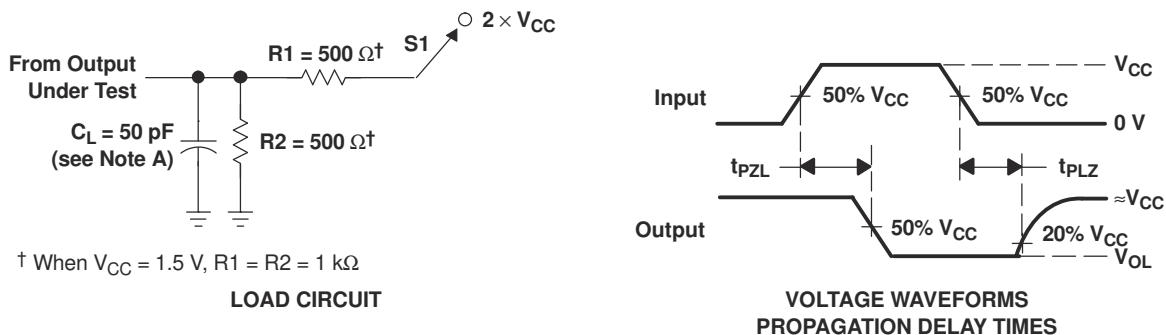 2 × VCC
S1
R1 = 500 Ω†
From Output
Under Test
CL = 50 pF
(see Note A)
R2 = 500 Ω†
† When VCC = 1.5 V, R1 = R2 = 1 kΩ
LOAD CIRCUIT
VCC
Input
50% VCC
50% VCC
0 V
tPZL
tPLZ
≈VCC
Output
50% VCC
20% VCC
VOL
VOLTAGE WAVEFORMS
PROPAGATION DELAY TIMES